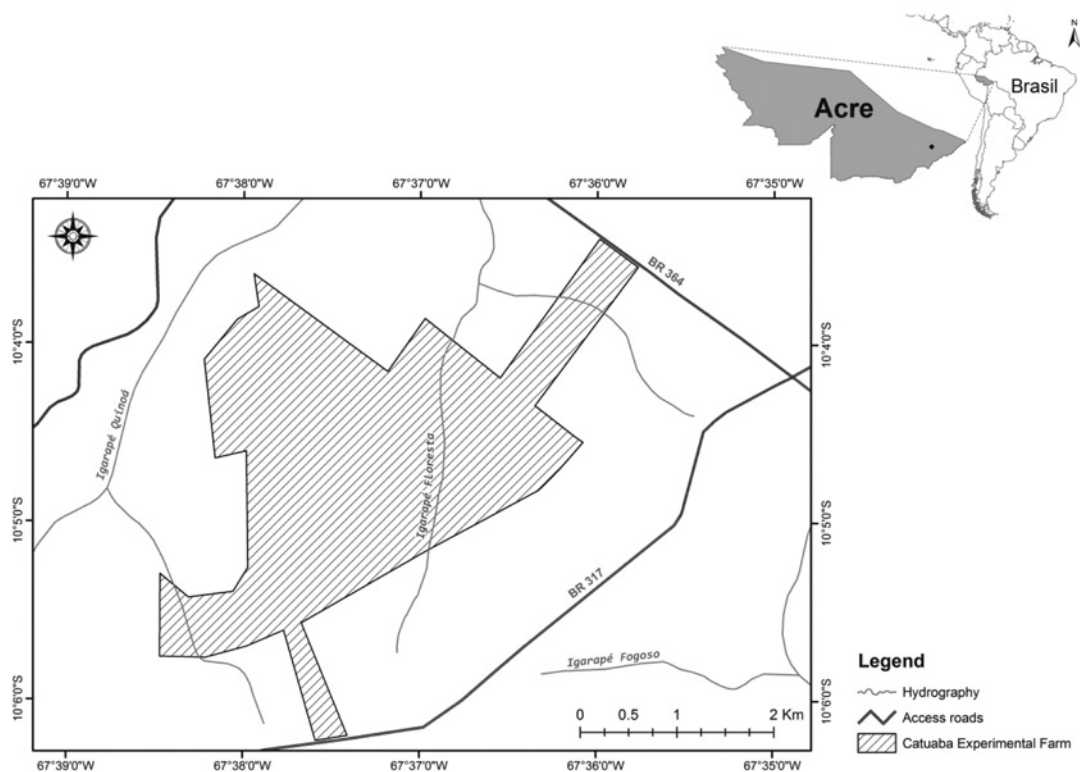 N
Brasil
Acre
67°39'0"W 67°38'0"W 67°37'0"W 67°36'0"W 67°35'0"W
BR 364
10°4'0"S 10°4'0"S
Igarapé Quinod
Igarapé Floresta
10°5'0"S 10°5'0"S
BR 317
Igarapé Fogoso
Legend
Hydrography
Access roads
Catuaba Experimental Farm
10°6'0"S 10°6'0"S
0 0.5 1 2 Km
67°39'0"W 67°38'0"W 67°37'0"W 67°36'0"W 67°35'0"W